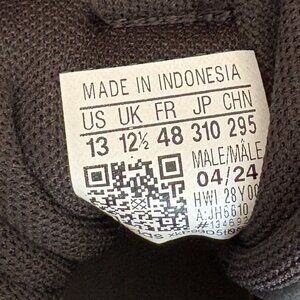 MADE IN INDONESIA
US UK FR JP CHN
13 12½ 48 310 295
MALE/MÂLE
04/24
HWI 28Y00
A:JH6610